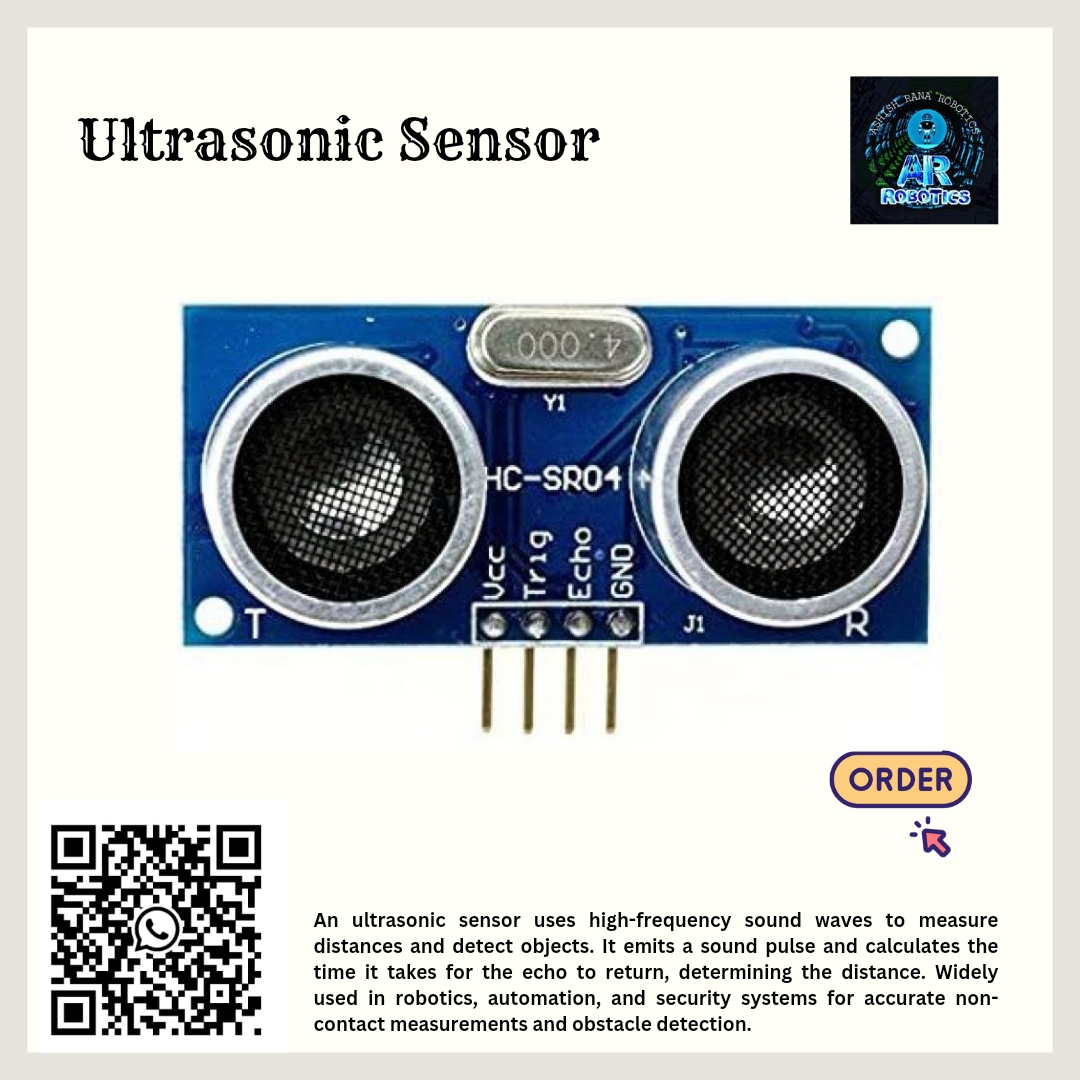 Ultrasonic Sensor
ASHISH RANA ROBOTICS
AR
ROBOTICS
4.000
Y1
HC-SR04
Vcc
Trig
Echo
GND
T
J1
R
ORDER
An ultrasonic sensor uses high-frequency sound waves to measure
distances and detect objects. It emits a sound pulse and calculates the
time it takes for the echo to return, determining the distance. Widely
used in robotics, automation, and security systems for accurate non-
contact measurements and obstacle detection.